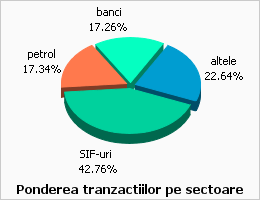 banci
17.26%
petrol
17.34%
altele
22.64%
SIF-uri
42.76%
Ponderea tranzactiilor pe sectoare